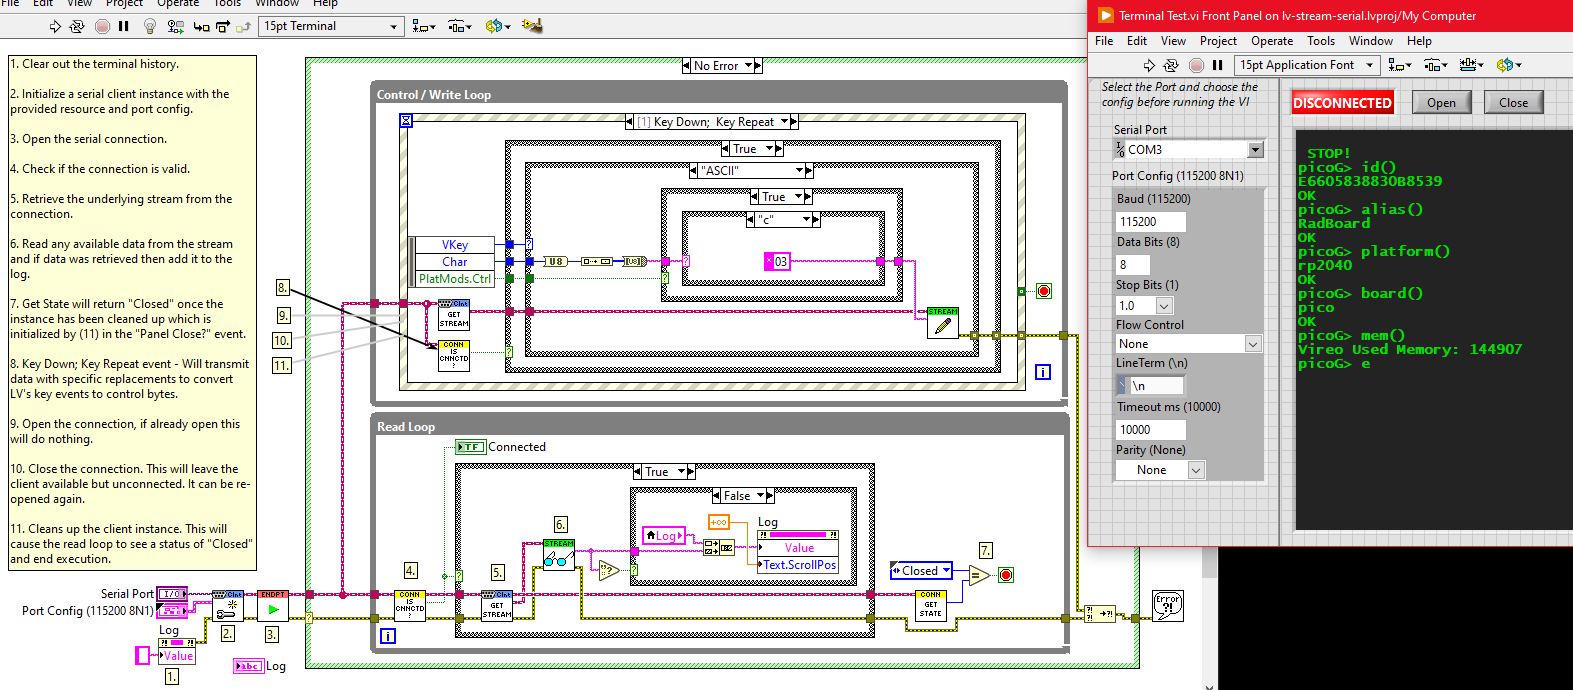 File Edit View Project Operate Tools Window Help
15pt Terminal
1. Clear out the terminal history.
2. Initialize a serial client instance with the
provided resource and port config.
3. Open the serial connection.
4. Check if the connection is valid.
5. Retrieve the underlying stream from the
connection.
6. Read any available data from the stream
and if data was retrieved then add it to the
log.
7. Get State will return "Closed" once the
instance has been cleaned up which is
initialized by (11) in the "Panel Close?" event.
8. Key Down; Key Repeat event - Will transmit
data with specific replacements to convert
LV's key events to control bytes.
9. Open the connection, if already open this
will do nothing.
10. Close the connection. This will leave the
client available but unconnected. It can be re-
opened again.
11. Cleans up the client instance. This will
cause the read loop to see a status of "Closed"
and end execution.
Serial Port
I/O
Port Config (115200 8N1)
Log
Value
1.
Clnt
2.
ENDPT
3.
Abc
Log
No Error
Control / Write Loop
[1] Key Down; Key Repeat
True
"ASCII"
True
"c"
VKey
Char
PlatMods.Ctrl
U8
[U8]
03
8.
9.
10.
11.
Clnt
GET
STREAM
CONN
IS
CNNCTD
?
STREAM
i
Read Loop
TF
Connected
True
False
6.
STREAM
+∞
Log
Log
Value
Text.ScrollPos
4.
CONN
IS
CNNCTD
?
5.
Clnt
GET
STREAM
7.
Closed
CONN
GET
STATE
i
Error
?!
Terminal Test.vi Front Panel on lv-stream-serial.lvproj/My Computer
File Edit View Project Operate Tools Window Help
15pt Application Font
Select the Port and choose the
config before running the VI
Serial Port
COM3
Port Config (115200 8N1)
Baud (115200)
115200
Data Bits (8)
8
Stop Bits (1)
1.0
Flow Control
None
LineTerm (\n)
\n
Timeout ms (10000)
10000
Parity (None)
None
DISCONNECTED
Open
Close
STOP!
picoG> id()
E6605838830B8539
OK
picoG> alias()
RadBoard
OK
picoG> platform()
rp2040
OK
picoG> board()
pico
OK
picoG> mem()
Vireo Used Memory: 144907
picoG> e